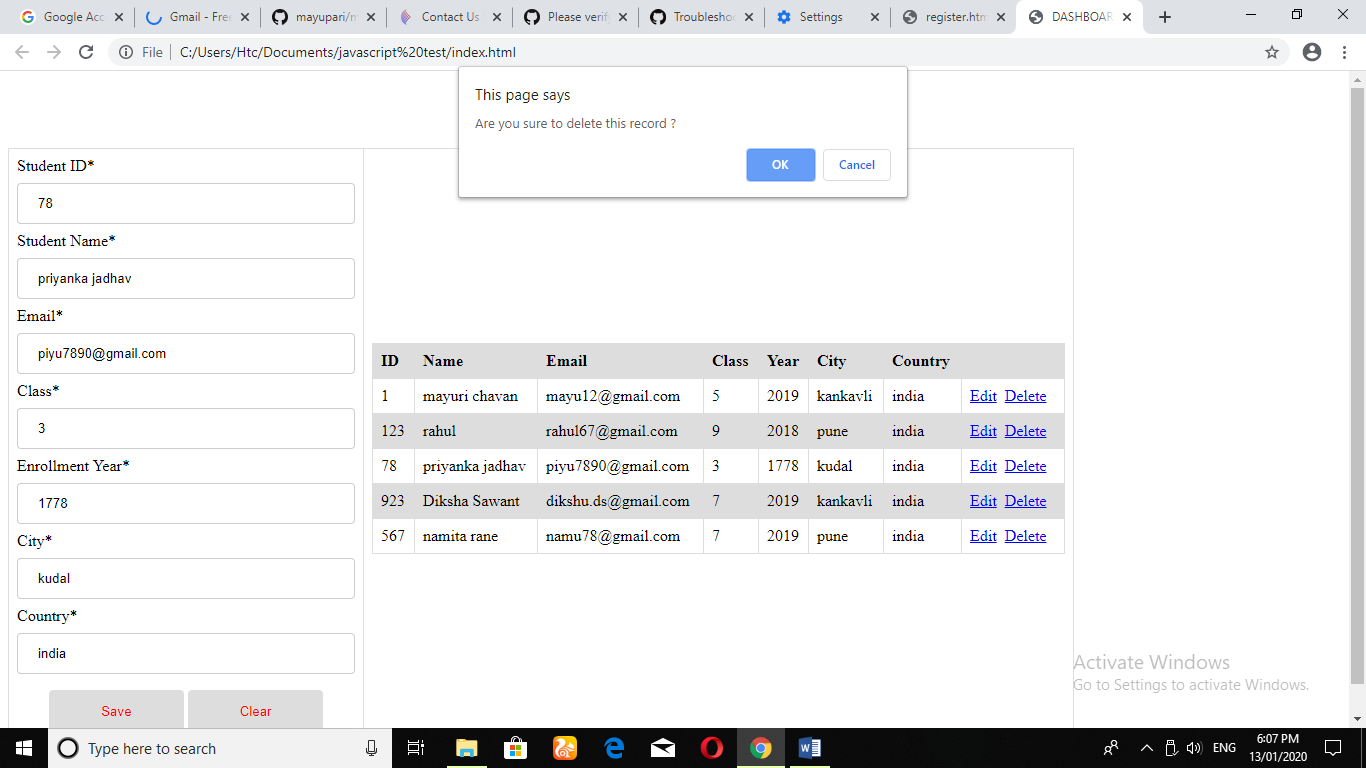 Google Acc
Gmail - Free
mayupari/m
Contact Us
Please verify
Troubleshoo
Settings
register.htm
DASHBOAR
File C:/Users/Htc/Documents/javascript%20test/index.html
This page says
Are you sure to delete this record ?
OK Cancel
Student ID*
78
Student Name*
priyanka jadhav
Email*
piyu7890@gmail.com
Class*
3
Enrollment Year*
1778
City*
kudal
Country*
india
Save Clear
ID Name Email Class Year City Country
1 mayuri chavan mayu12@gmail.com 5 2019 kankavli india Edit Delete
123 rahul rahul67@gmail.com 9 2018 pune india Edit Delete
78 priyanka jadhav piyu7890@gmail.com 3 1778 kudal india Edit Delete
923 Diksha Sawant dikshu.ds@gmail.com 7 2019 kankavli india Edit Delete
567 namita rane namu78@gmail.com 7 2019 pune india Edit Delete
Activate Windows
Go to Settings to activate Windows.
Type here to search
ENG
6:07 PM
13/01/2020